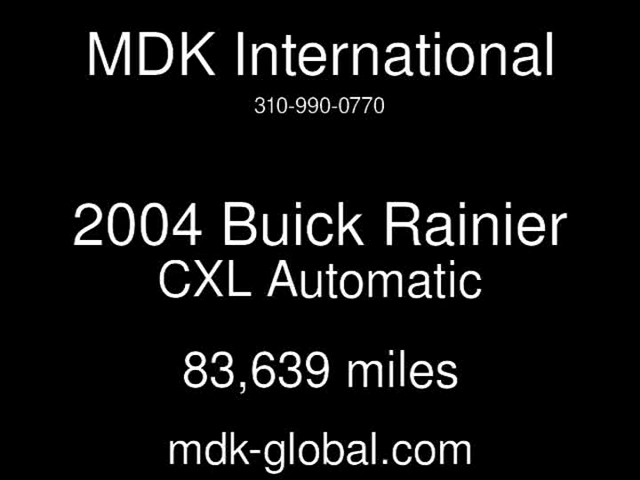 MDK International
310-990-0770
2004 Buick Rainier
CXL Automatic
83,639 miles
mdk-global.com